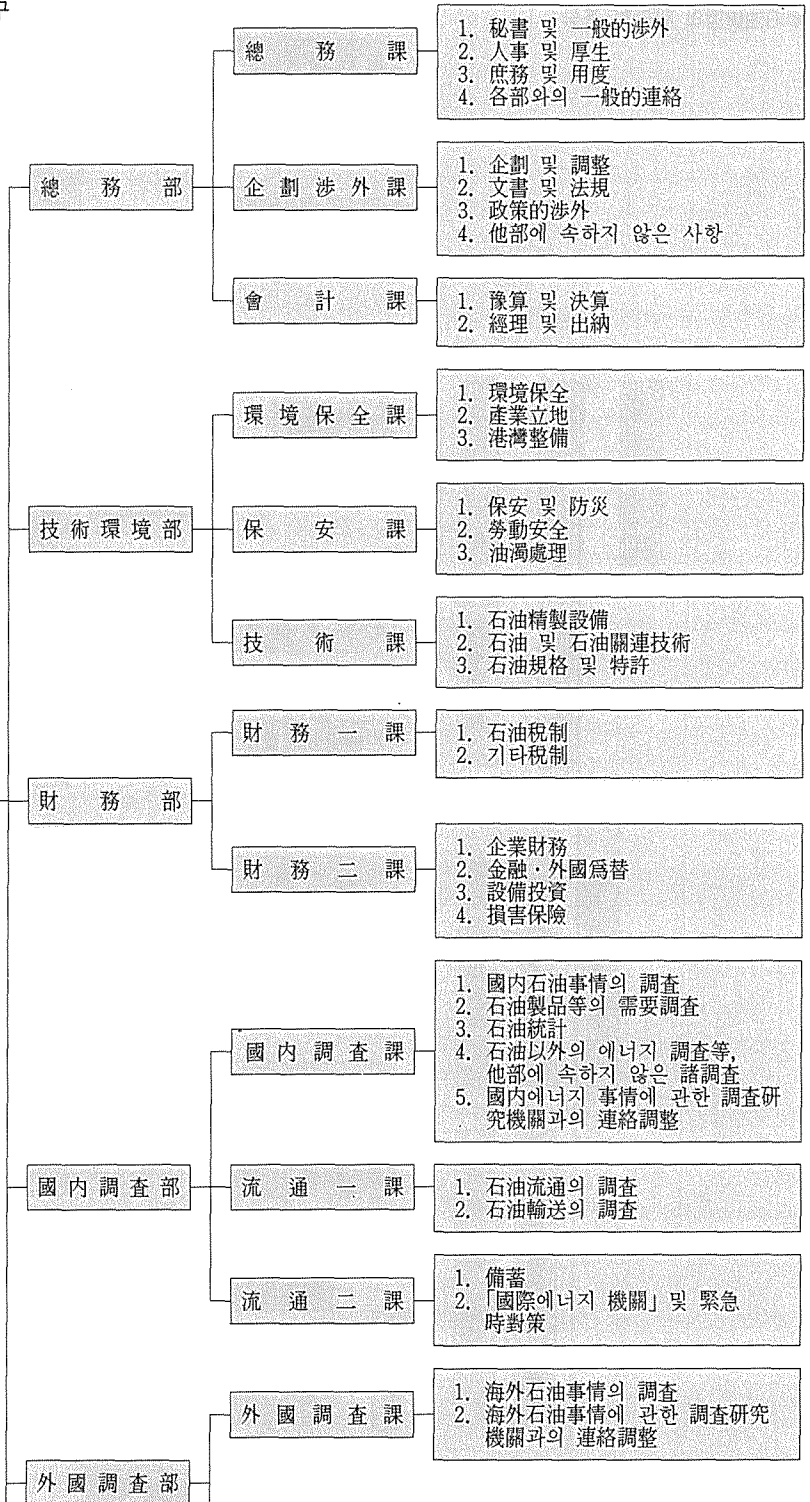 總務部
總務課
1. 秘書 및 一般的涉外
2. 人事 및 厚生
3. 庶務 및 用度
4. 各部와의 一般的連絡
企劃涉外課
1. 企劃 및 調整
2. 文書 및 法規
3. 政策的涉外
4. 他部에 속하지 않은 사항
會計課
1. 豫算 및 決算
2. 經理 및 出納
技術環境部
環境保全課
1. 環境保全
2. 產業立地
3. 港灣整備
保安課
1. 保安 및 防災
2. 勞動安全
3. 油濁處理
技術課
1. 石油精製設備
2. 石油 및 石油關連技術
3. 石油規格 및 特許
財務部
財務一課
1. 石油稅制
2. 기타稅制
財務二課
1. 企業財務
2. 金融・外國爲替
3. 設備投資
4. 損害保險
國內調査部
國內調査課
1. 國內石油事情의 調査
2. 石油製品等의 需要調査
3. 石油統計
4. 石油以外의 에너지 調査等,
他部에 속하지 않은 諸調査
5. 國內에너지 事情에 관한 調査研
究機關과의 連絡調整
流通一課
1. 石油流通의 調査
2. 石油輸送의 調査
流通二課
1. 備蓄
2. 「國際에너지 機關」 및 緊急
時對策
外國調査部
外國調査課
1. 海外石油事情의 調査
2. 海外石油事情에 관한 調査研究
機關과의 連絡調整